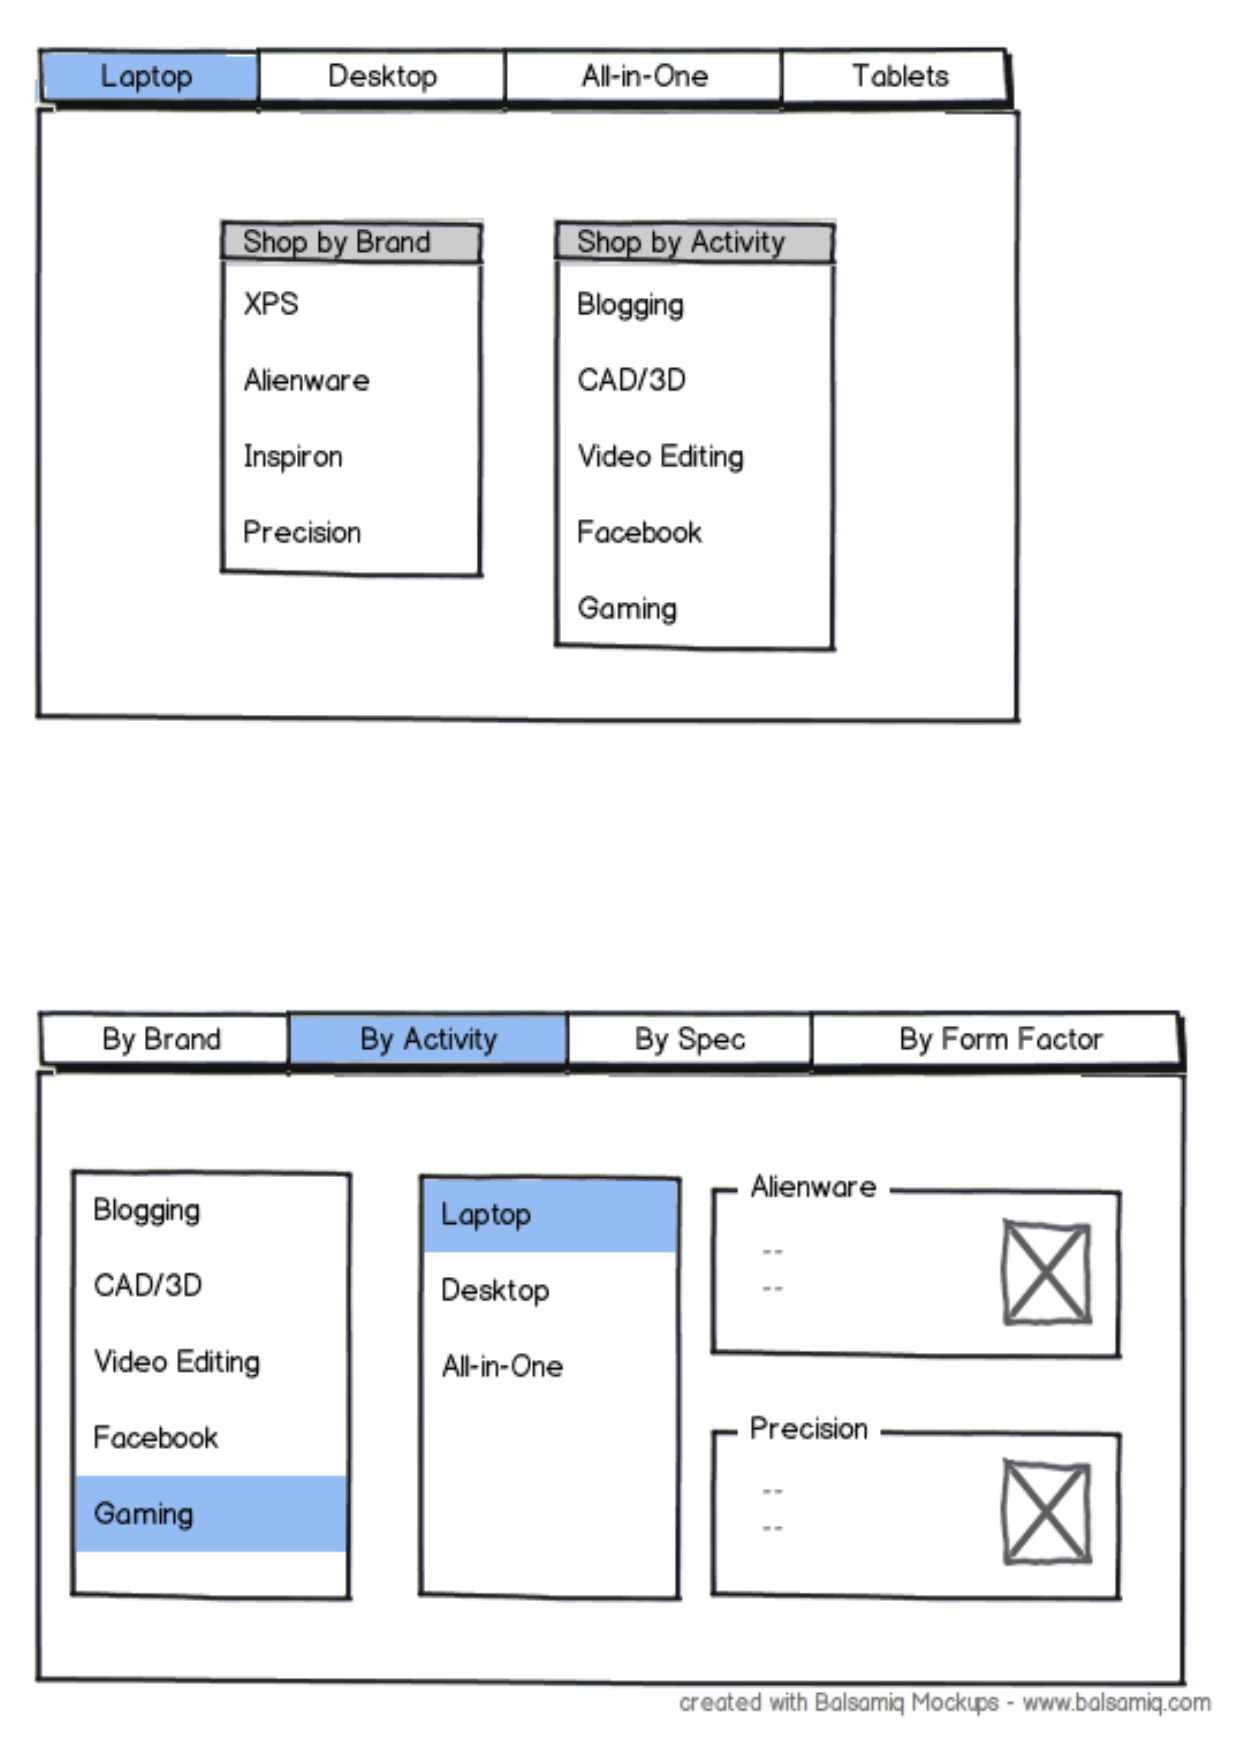 Laptop Desktop All-in-One Tablets
Shop by Brand
XPS
Alienware
Inspiron
Precision
Shop by Activity
Blogging
CAD/3D
Video Editing
Facebook
Gaming
By Brand By Activity By Spec By Form Factor
Blogging
CAD/3D
Video Editing
Facebook
Gaming
Laptop
Desktop
All-in-One
Alienware
--
--
Precision
--
--
created with Balsamiq Mockups - www.balsamiq.com